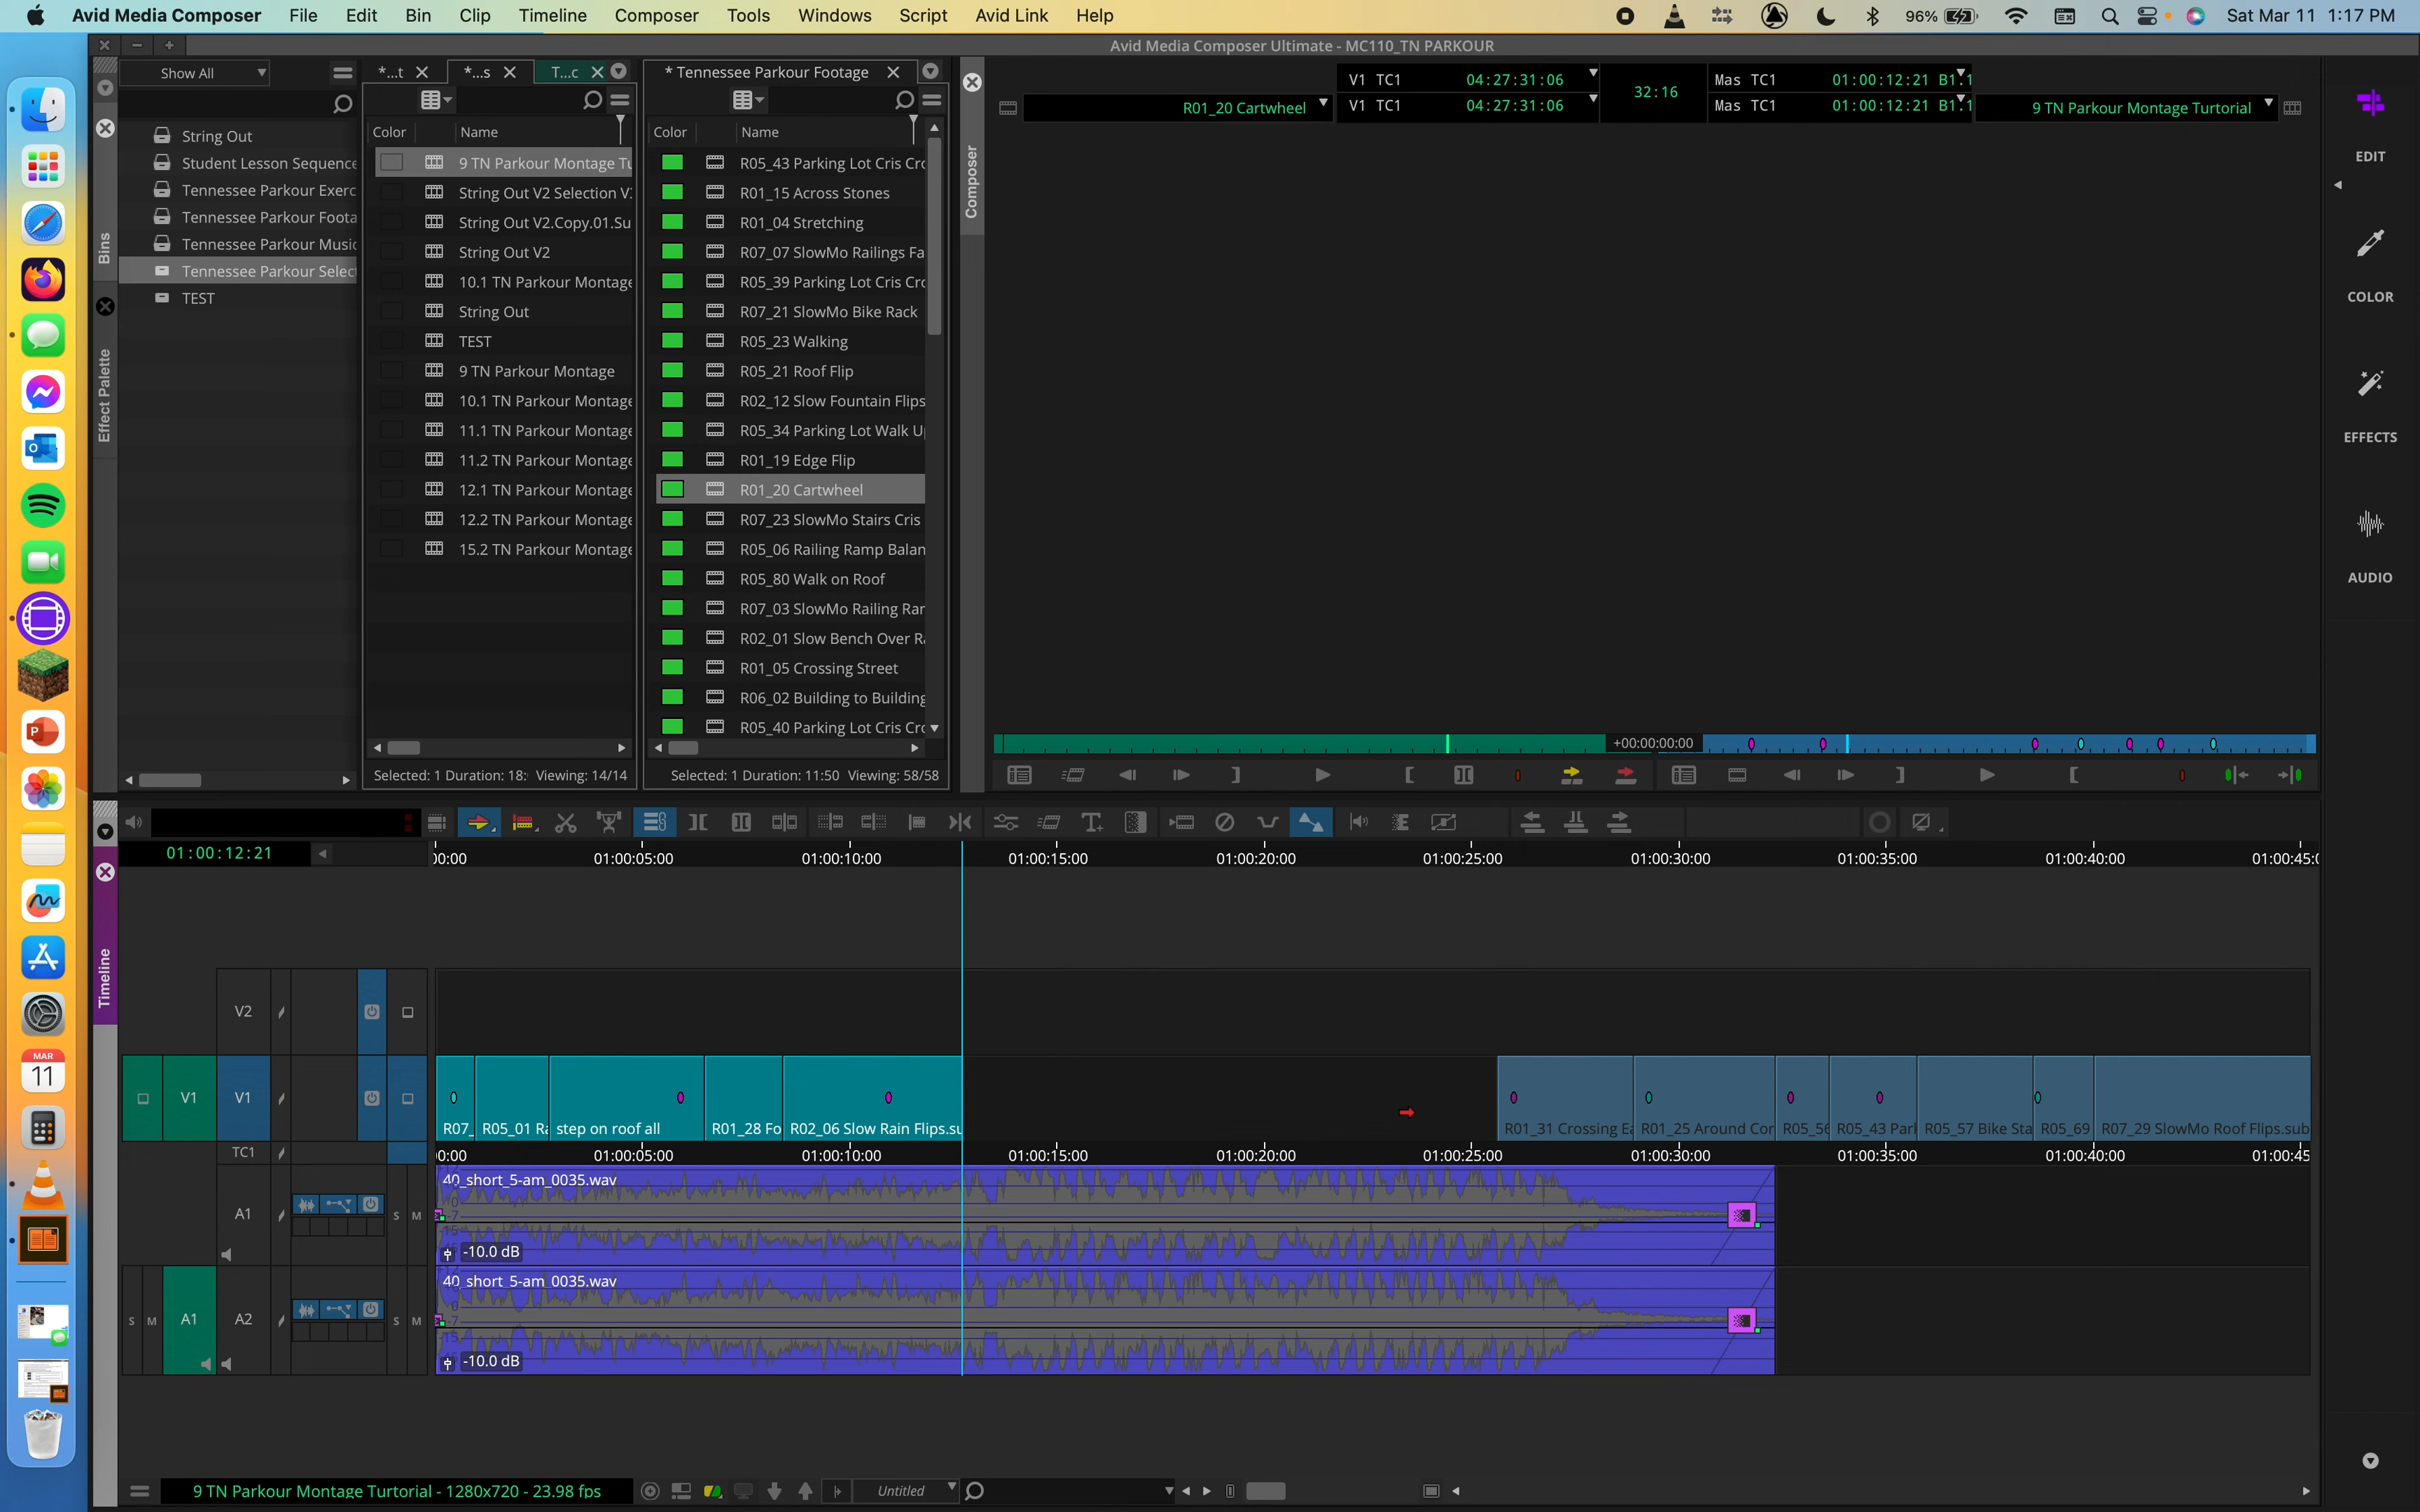 Avid Media Composer File Edit Bin Clip Timeline Composer Tools Windows Script Avid Link Help 96% Sat Mar 11 1:17 PM
Avid Media Composer Ultimate - MC110_TN PARKOUR
Show All
String Out
Student Lesson Sequence
Tennessee Parkour Exerc
Tennessee Parkour Foota
Tennessee Parkour Music
Tennessee Parkour Select
TEST
Bins
Effect Palette
*...t *...s T...c
Color Name
9 TN Parkour Montage Tu
String Out V2 Selection V
String Out V2.Copy.01.Su
String Out V2
10.1 TN Parkour Montage
String Out
TEST
9 TN Parkour Montage
10.1 TN Parkour Montage
11.1 TN Parkour Montage
11.2 TN Parkour Montage
12.1 TN Parkour Montage
12.2 TN Parkour Montage
15.2 TN Parkour Montage
Selected: 1 Duration: 18: Viewing: 14/14
* Tennessee Parkour Footage
Color Name
R05_43 Parking Lot Cris Cro
R01_15 Across Stones
R01_04 Stretching
R07_07 SlowMo Railings Fa
R05_39 Parking Lot Cris Cro
R07_21 SlowMo Bike Rack
R05_23 Walking
R05_21 Roof Flip
R02_12 Slow Fountain Flips
R05_34 Parking Lot Walk U
R01_19 Edge Flip
R01_20 Cartwheel
R07_23 SlowMo Stairs Cris
R05_06 Railing Ramp Balan
R05_80 Walk on Roof
R07_03 SlowMo Railing Ra
R02_01 Slow Bench Over R
R01_05 Crossing Street
R06_02 Building to Building
R05_40 Parking Lot Cris Cro
Selected: 1 Duration: 11:50 Viewing: 58/58
Composer
R01_20 Cartwheel
V1 TC1 04:27:31:06
V1 TC1 04:27:31:06
32:16
Mas TC1 01:00:12:21 B1.1
Mas TC1 01:00:12:21 B1.1
9 TN Parkour Montage Turtorial
+00:00:00:00
EDIT
COLOR
EFFECTS
AUDIO
MAR
11
Timeline
01:00:12:21
00:00 01:00:05:00 01:00:10:00 01:00:15:00 01:00:20:00 01:00:25:00 01:00:30:00 01:00:35:00 01:00:40:00 01:00:45:0
V2
V1 V1
R07_ R05_01 Ra step on roof all R01_28 Fo R02_06 Slow Rain Flips.su R01_31 Crossing Ea R01_25 Around Cor R05_56 R05_43 Parl R05_57 Bike Sta R05_69 R07_29 SlowMo Roof Flips.sub
TC1
00:00 01:00:05:00 01:00:10:00 01:00:15:00 01:00:20:00 01:00:25:00 01:00:30:00 01:00:35:00 01:00:40:00 01:00:45
40_short_5-am_0035.wav
A1 S M
-10.0 dB
40_short_5-am_0035.wav
S M A1 A2 S M
-10.0 dB
9 TN Parkour Montage Turtorial - 1280x720 - 23.98 fps
Untitled